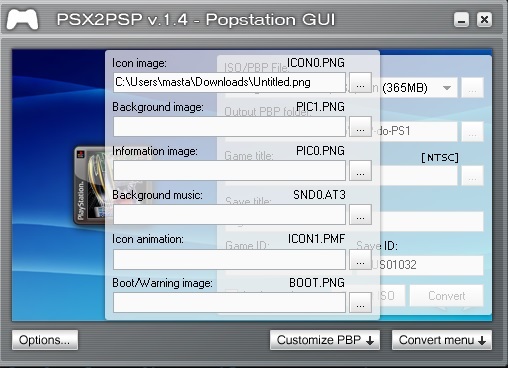 PSX2PSP v.1.4 - Popstation GUI
Icon image: ICON0.PNG
C:\Users\masta\Downloads\Untitled.png ...
Background image: PIC1.PNG
...
Information image: PIC0.PNG
...
Background music: SND0.AT3
...
Icon animation: ICON1.PMF
...
Boot/Warning image: BOOT.PNG
...
ISO/PBP File:
(365MB) ...
Output PBP folder:
-do-PS1 ...
Game title: [NTSC]
...
Save title:
Game ID: Save ID:
US01032
ISO Convert
PlayStation
Options... Customize PBP Convert menu